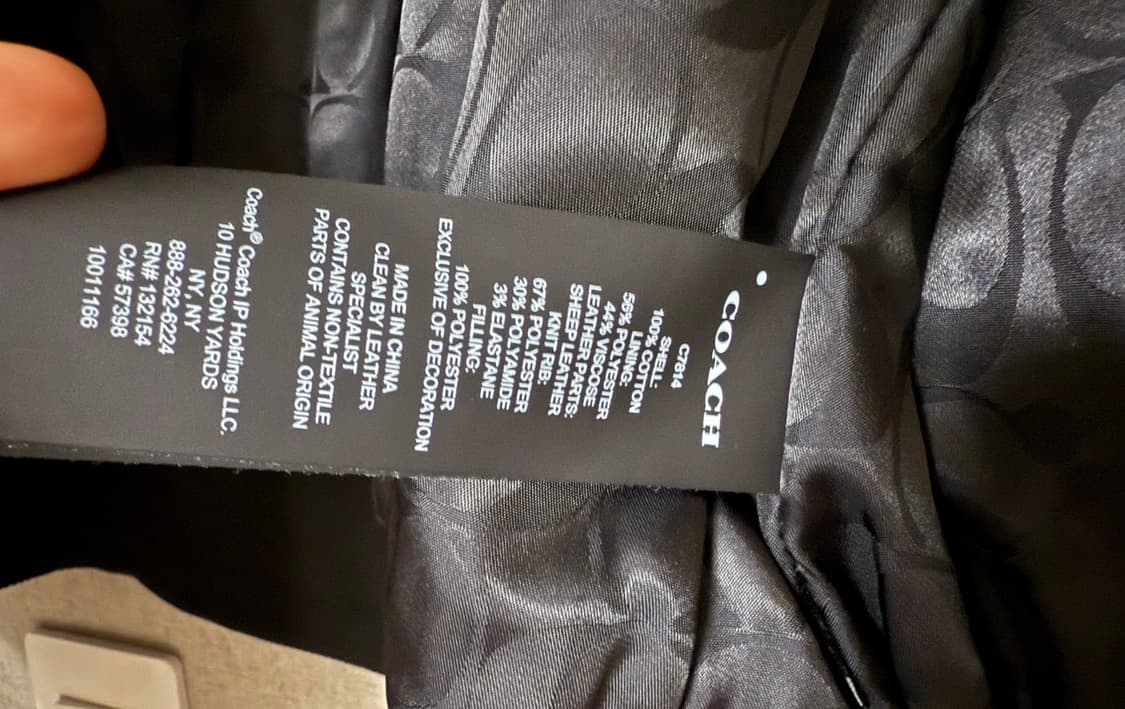 COACH
C7814
SHELL:
100% COTTON
LINING:
56% POLYESTER
44% VISCOSE
LEATHER PARTS:
SHEEP LEATHER
KNIT RIB:
67% POLYESTER
30% POLYAMIDE
3% ELASTANE
FILLING:
100% POLYESTER
EXCLUSIVE OF DECORATION
MADE IN CHINA
CLEAN BY LEATHER
SPECIALIST
CONTAINS NON-TEXTILE
PARTS OF ANIMAL ORIGIN
Coach® Coach IP Holdings LLC.
10 HUDSON YARDS
NY, NY
888-262-6224
RN# 132154
CA# 57398
10011166